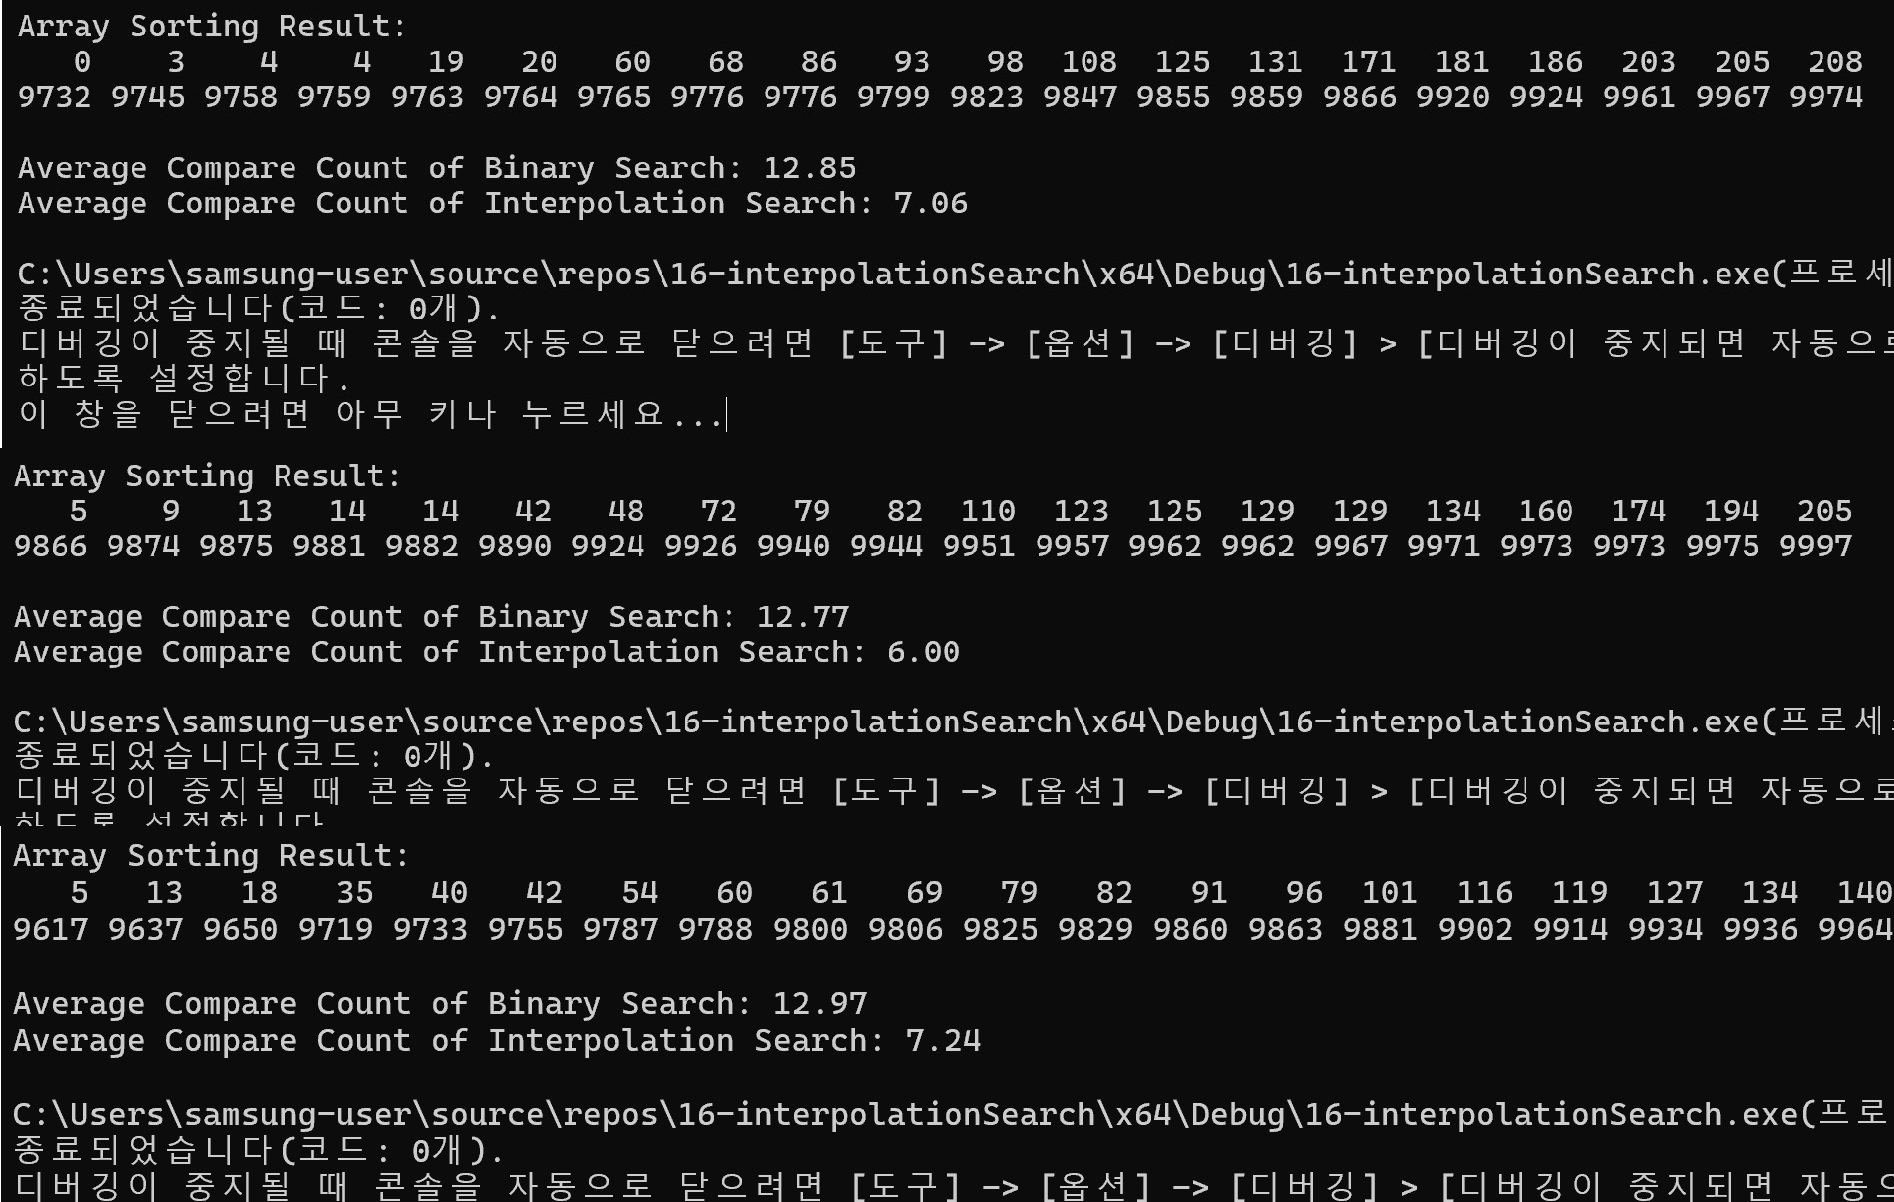 Array Sorting Result:
0 3 4 4 19 20 60 68 86 93 98 108 125 131 171 181 186 203 205 208
9732 9745 9758 9759 9763 9764 9765 9776 9776 9799 9823 9847 9855 9859 9866 9920 9924 9961 9967 9974
Average Compare Count of Binary Search: 12.85
Average Compare Count of Interpolation Search: 7.06
C:\Users\samsung-user\source\repos\16-interpolationSearch\x64\Debug\16-interpolationSearch.exe(프로세
종료되었습니다(코드: 0개).
디버깅이 중지될 때 콘솔을 자동으로 닫으려면 [도구] -> [옵션] -> [디버깅] > [디버깅이 중지되면 자동으로
하도록 설정합니다.
이 창을 닫으려면 아무 키나 누르세요...
Array Sorting Result:
5 9 13 14 14 42 48 72 79 82 110 123 125 129 129 134 160 174 194 205
9866 9874 9875 9881 9882 9890 9924 9926 9940 9944 9951 9957 9962 9962 9967 9971 9973 9973 9975 9997
Average Compare Count of Binary Search: 12.77
Average Compare Count of Interpolation Search: 6.00
C:\Users\samsung-user\source\repos\16-interpolationSearch\x64\Debug\16-interpolationSearch.exe(프로세
종료되었습니다(코드: 0개).
디버깅이 중지될 때 콘솔을 자동으로 닫으려면 [도구] -> [옵션] -> [디버깅] > [디버깅이 중지되면 자동으로
하도록 설정합니다
Array Sorting Result:
5 13 18 35 40 42 54 60 61 69 79 82 91 96 101 116 119 127 134 140
9617 9637 9650 9719 9733 9755 9787 9788 9800 9806 9825 9829 9860 9863 9881 9902 9914 9934 9936 9964
Average Compare Count of Binary Search: 12.97
Average Compare Count of Interpolation Search: 7.24
C:\Users\samsung-user\source\repos\16-interpolationSearch\x64\Debug\16-interpolationSearch.exe(프로
종료되었습니다(코드: 0개).
디버깅이 중지될 때 콘솔을 자동으로 닫으려면 [도구] -> [옵션] -> [디버깅] > [디버깅이 중지되면 자동으